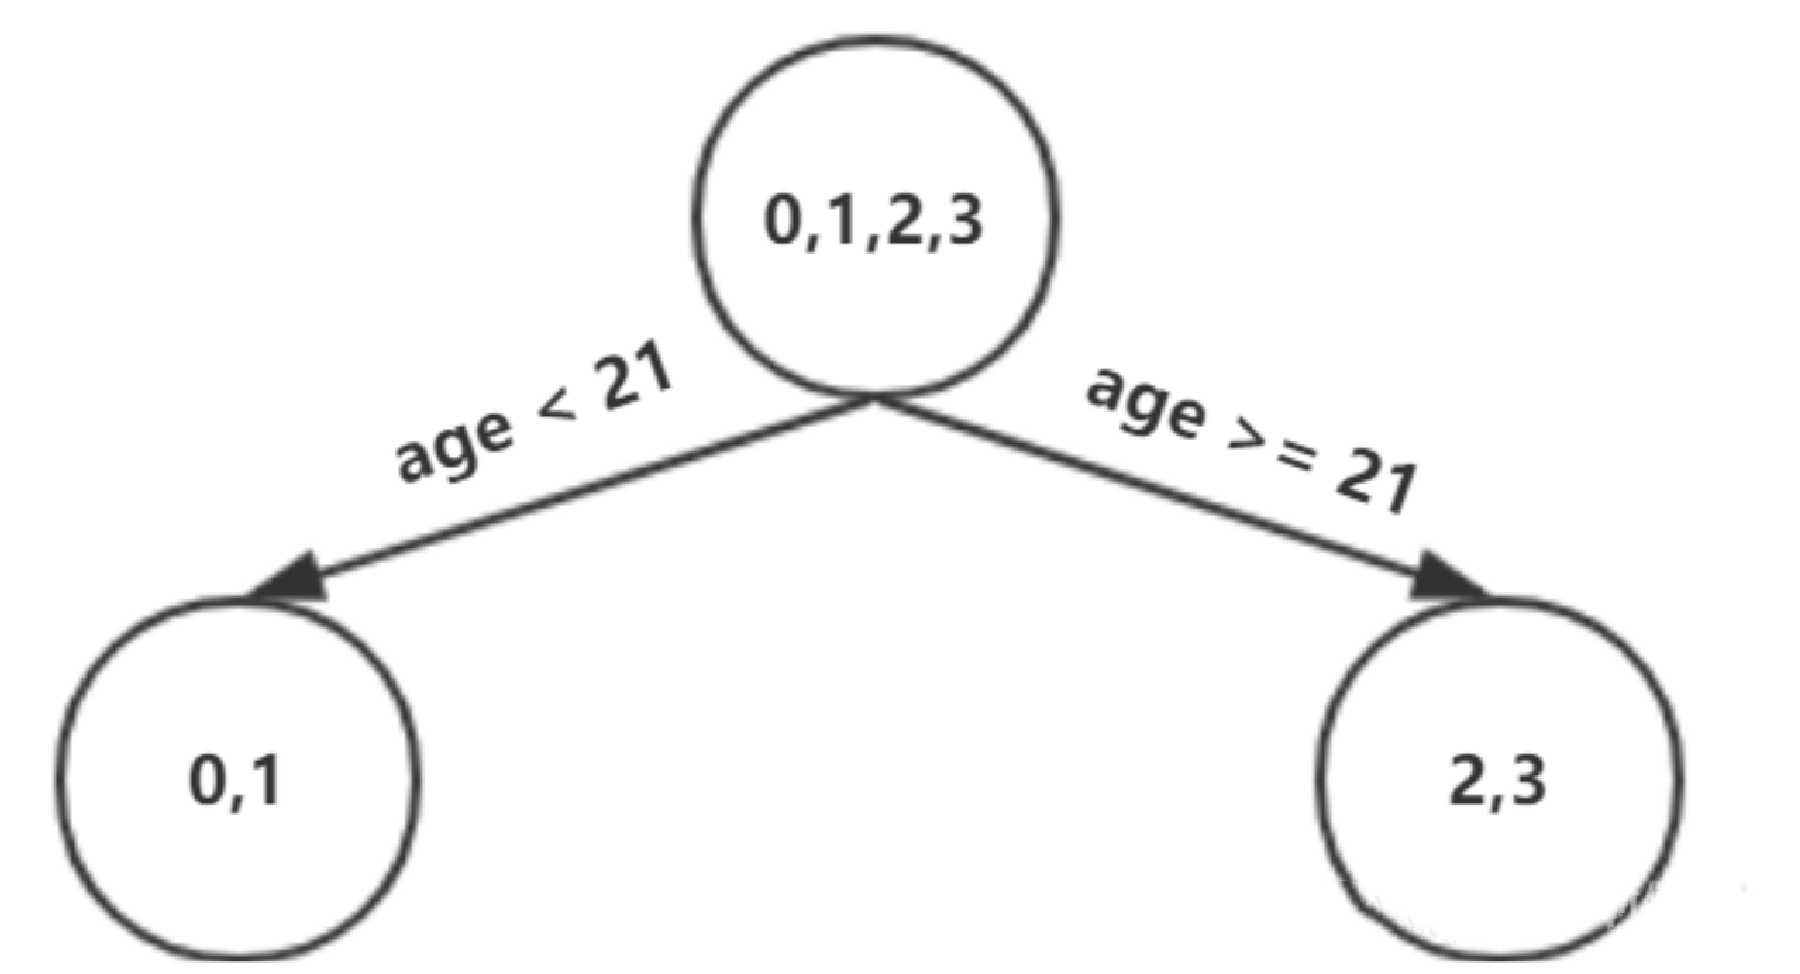 0,1,2,3
age < 21
age >= 21
0,1
2,3